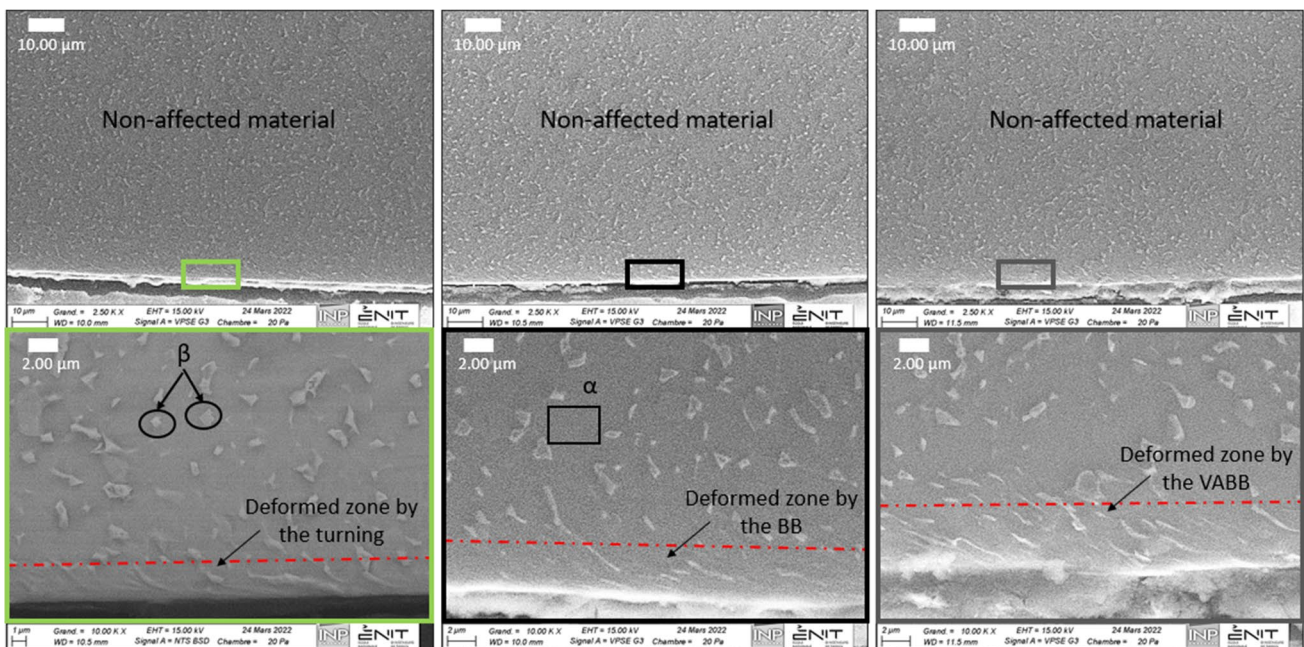 10.00 μm
Non-affected material
10 μm
Grand. = 2.50 K X
EHT = 15.00 kV
24 Mars 2022
WD = 10.0 mm
Signal A = VPSE G3
Chambre = 20 Pa
INP
ENIT
10.00 μm
Non-affected material
10 μm
Grand. = 2.50 K X
EHT = 15.00 kV
24 Mars 2022
WD = 10.5 mm
Signal A = VPSE G3
Chambre = 20 Pa
INP
ENIT
10.00 μm
Non-affected material
10 μm
Grand. = 2.50 K X
EHT = 15.00 kV
24 Mars 2022
WD = 11.5 mm
Signal A = VPSE G3
Chambre = 20 Pa
INP
ENIT
2.00 μm
β
Deformed zone by
the turning
1 μm
Grand. = 10.00 K X
EHT = 15.00 kV
24 Mars 2022
WD = 10.5 mm
Signal A = NTS BSD
Chambre = 20 Pa
INP
ENIT
2.00 μm
α
Deformed zone by
the BB
2 μm
Grand. = 10.00 K X
EHT = 15.00 kV
24 Mars 2022
WD = 10.0 mm
Signal A = VPSE G3
Chambre = 20 Pa
INP
ENIT
2.00 μm
Deformed zone by
the VABB
2 μm
Grand. = 10.00 K X
EHT = 15.00 kV
24 Mars 2022
WD = 11.5 mm
Signal A = VPSE G3
Chambre = 20 Pa
INP
ENIT